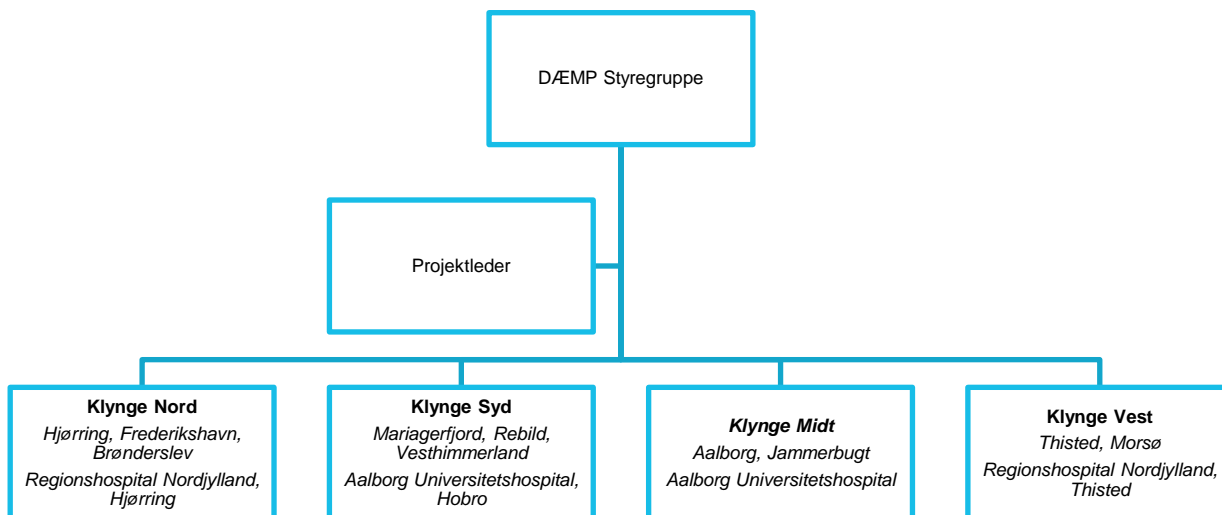 DÆMP Styregruppe
Projektleder
Klynge Nord
Hjørring, Frederikshavn,
Brønderslev
Regionshospital Nordjylland,
Hjørring
Klynge Syd
Mariagerfjord, Rebild,
Vesthimmerland
Aalborg Universitetshospital,
Hobro
Klynge Midt
Aalborg, Jammerbugt
Aalborg Universitetshospital
Klynge Vest
Thisted, Morsø
Regionshospital Nordjylland,
Thisted